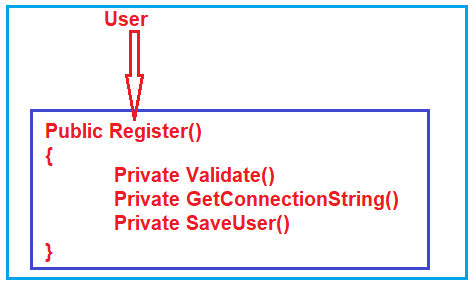 User
Public Register()
{
Private Validate()
Private GetConnectionString()
Private SaveUser()
}